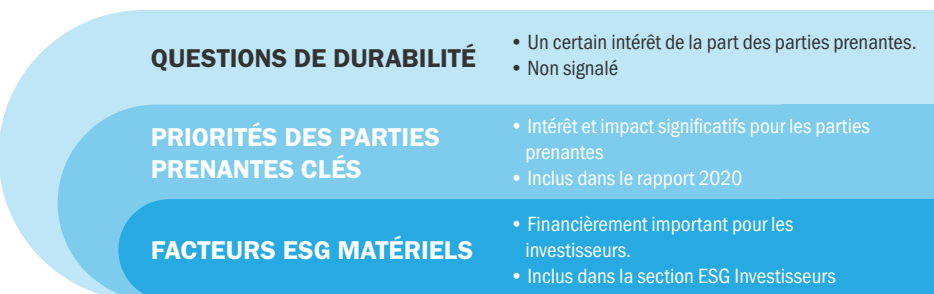 QUESTIONS DE DURABILITÉ
• Un certain intérêt de la part des parties prenantes.
• Non signalé
PRIORITÉS DES PARTIES
PRENANTES CLÉS
• Intérêt et impact significatifs pour les parties
prenantes
• Inclus dans le rapport 2020
FACTEURS ESG MATÉRIELS
• Financièrement important pour les
investisseurs.
• Inclus dans la section ESG Investisseurs